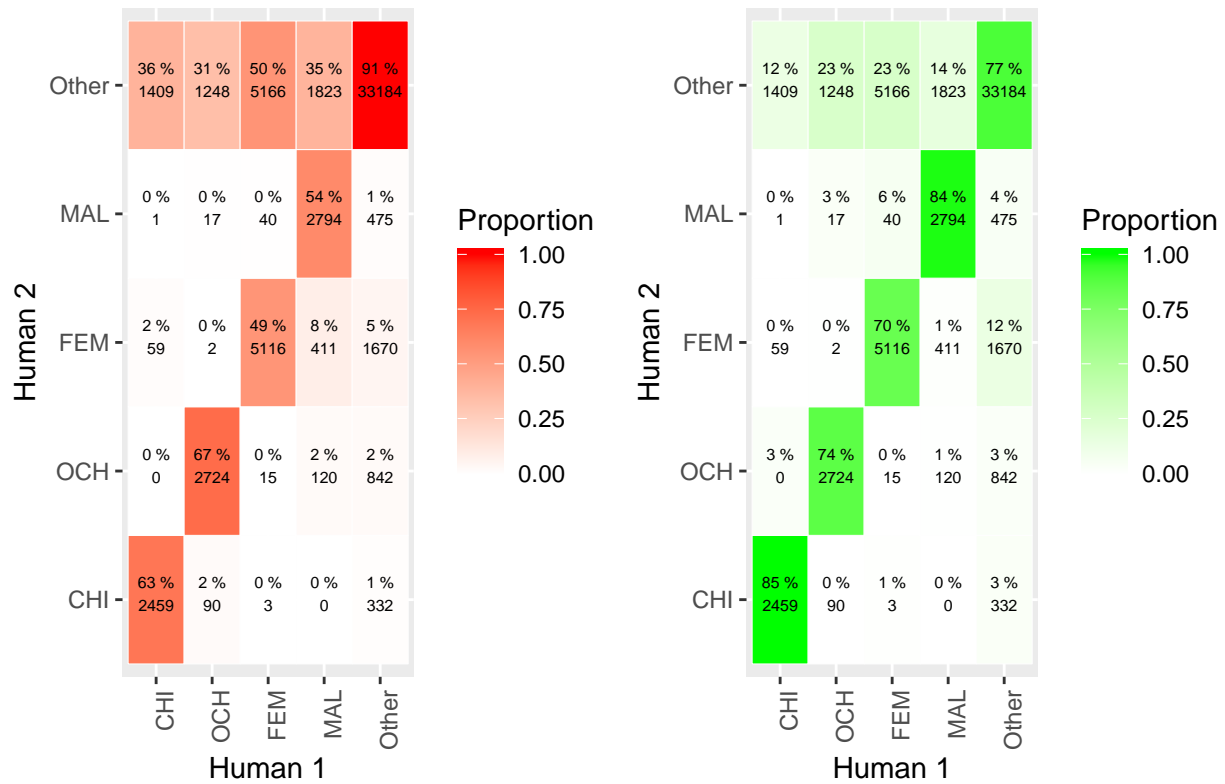 Other
36 % 31 % 50 % 35 % 91 %
1409 1248 5166 1823 33184
MAL
0 % 0 % 0 % 54 % 1 %
1 17 40 2794 475
FEM
2 % 0 % 49 % 8 % 5 %
59 2 5116 411 1670
OCH
0 % 67 % 0 % 2 % 2 %
0 2724 15 120 842
CHI
63 % 2 % 0 % 0 % 1 %
2459 90 3 0 332
CHI
OCH
FEM
MAL
Other
Human 1
Human 2
Proportion
1.00
0.75
0.50
0.25
0.00
Other
12 % 23 % 23 % 14 % 77 %
1409 1248 5166 1823 33184
MAL
0 % 3 % 6 % 84 % 4 %
1 17 40 2794 475
FEM
0 % 0 % 70 % 1 % 12 %
59 2 5116 411 1670
OCH
3 % 74 % 0 % 1 % 3 %
0 2724 15 120 842
CHI
85 % 0 % 1 % 0 % 3 %
2459 90 3 0 332
CHI
OCH
FEM
MAL
Other
Human 1
Human 2
Proportion
1.00
0.75
0.50
0.25
0.00